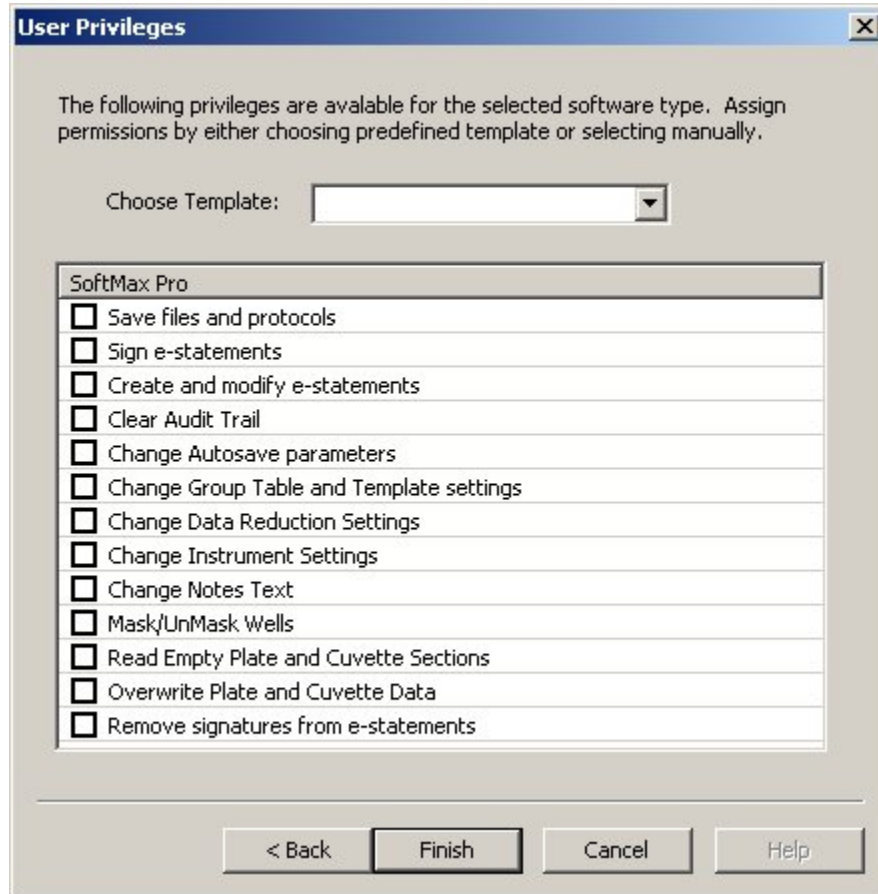 User Privileges
The following privileges are avalable for the selected software type. Assign
permissions by either choosing predefined template or selecting manually.
Choose Template:
SoftMax Pro
Save files and protocols
Sign e-statements
Create and modify e-statements
Clear Audit Trail
Change Autosave parameters
Change Group Table and Template settings
Change Data Reduction Settings
Change Instrument Settings
Change Notes Text
Mask/UnMask Wells
Read Empty Plate and Cuvette Sections
Overwrite Plate and Cuvette Data
Remove signatures from e-statements
< Back Finish Cancel Help